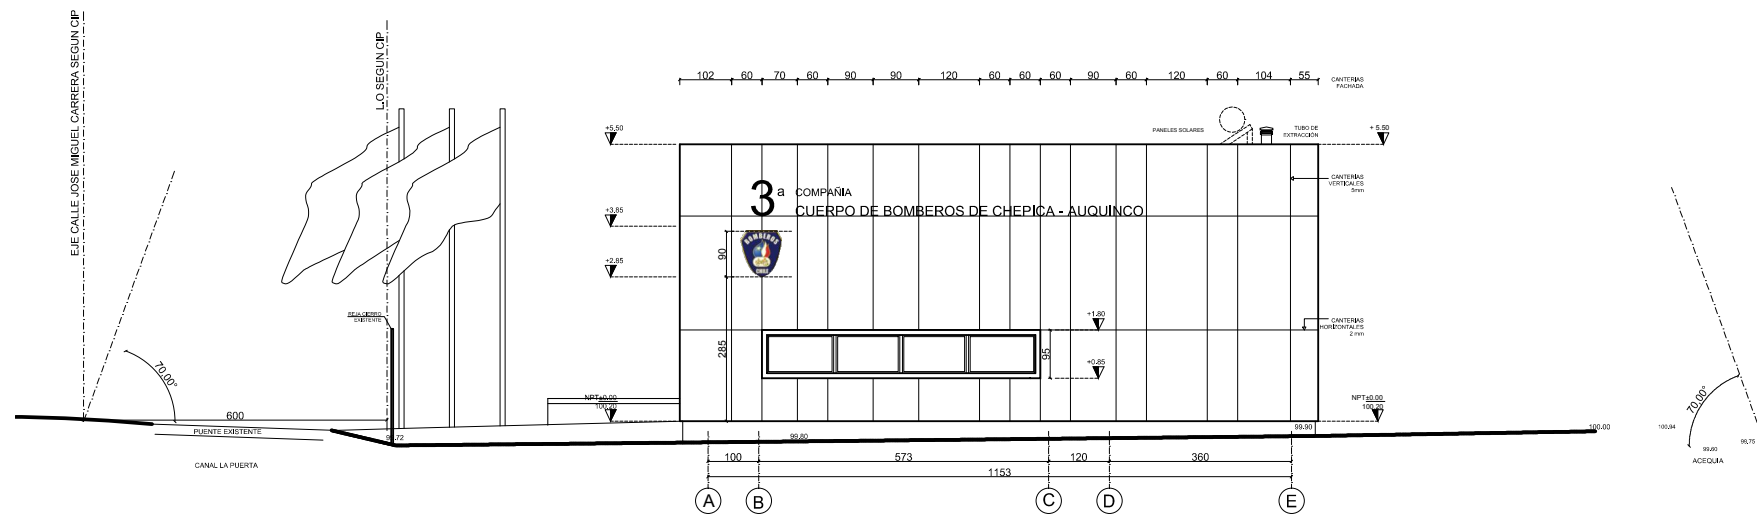 EJE CALLE JOSE MIGUEL CARRERA SEGUN CIP
L.O SEGUN CIP
102 60 70 60 90 90 120 60 60 60 90 60 120 60 104 55
CANTERIAS
FACHADA
+5,50
PANELES SOLARES
TUBO DE
EXTRACCIÓN
+ 5.50
3ª COMPAÑIA
CUERPO DE BOMBEROS DE CHEPICA - AUQUINCO
CANTERIAS
VERTICALES
5mm
+3,85
BOMBEROS
CHILE
90
+2.85
REJA CIERRO
EXISTENTE
+1.80
CANTERIAS
HORIZONTALES
2 mm
285
95
+0.85
70.00°
70.00°
NPT±0.00
100.20
NPT±0.00
100.20
600
PUENTE EXISTENTE
99.80
99.90
100.00
100.94
99.60
99.75
ACEQUIA
CANAL LA PUERTA
100 573 120 360
1153
A B C D E